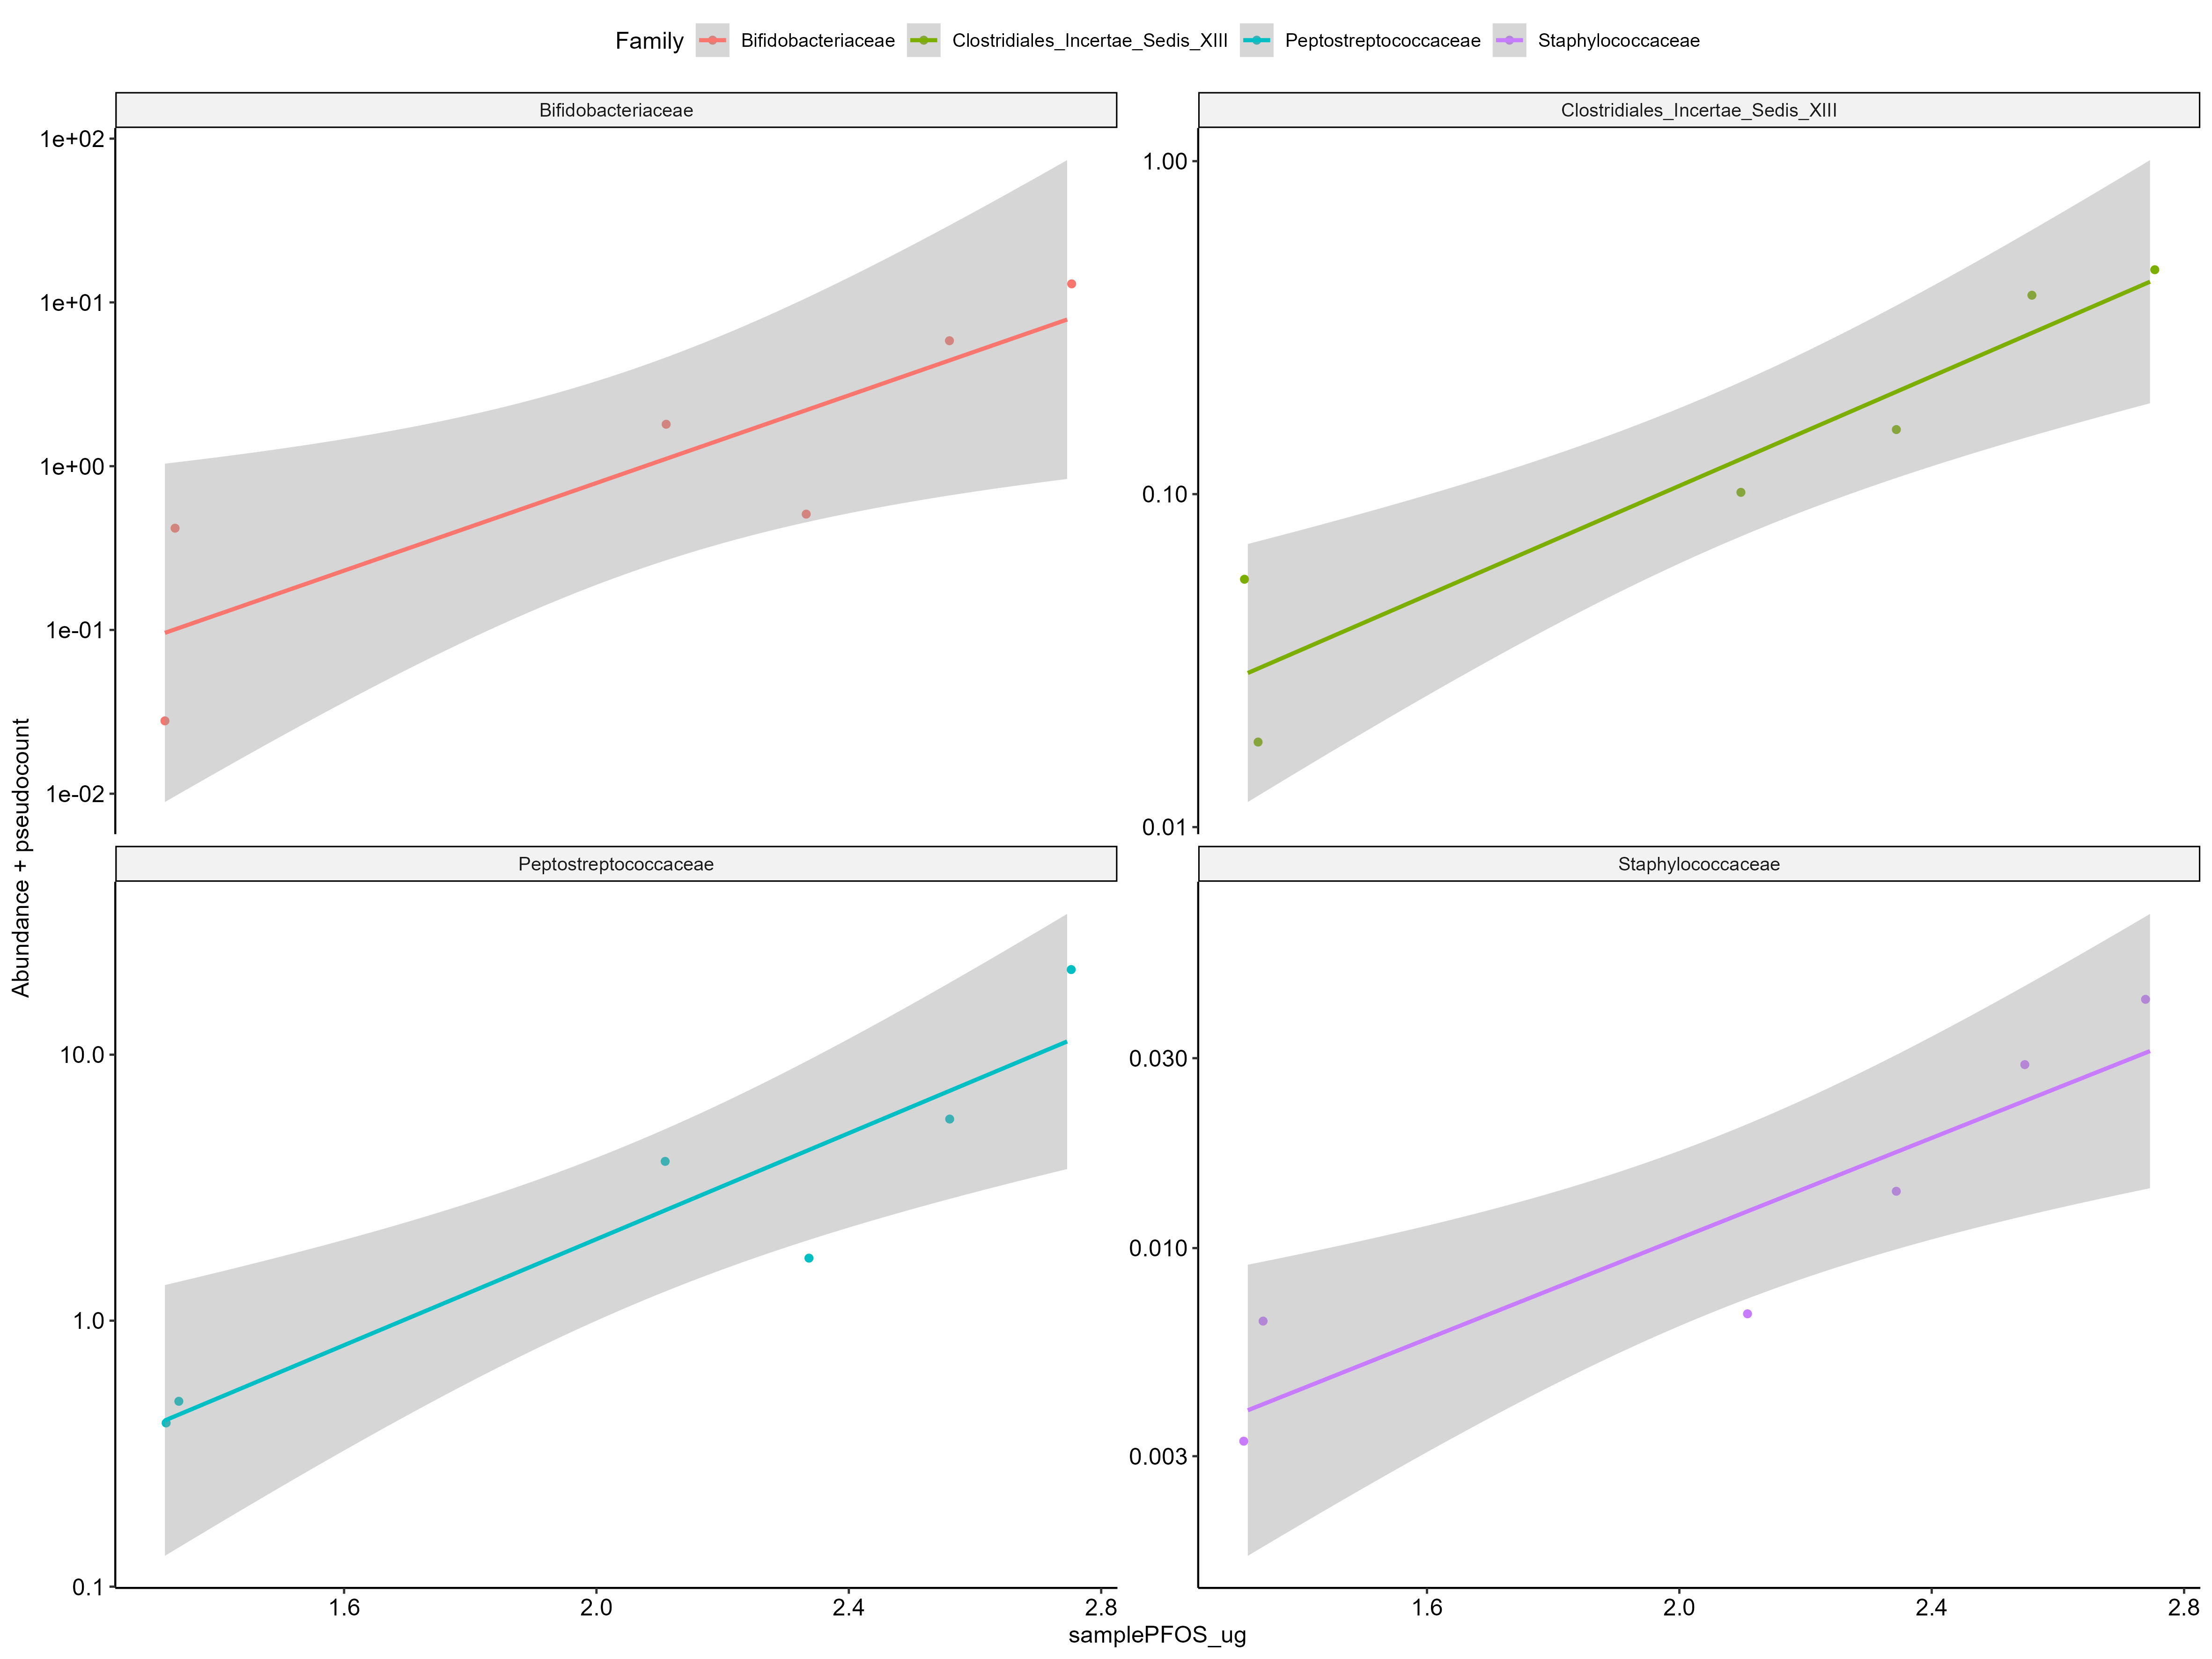 Family Bifidobacteriaceae Clostridiales_Incertae_Sedis_XIII Peptostreptococcaceae Staphylococcaceae
Bifidobacteriaceae
1e+02
1e+01
1e+00
1e-01
1e-02
Clostridiales_Incertae_Sedis_XIII
1.00
0.10
0.01
Abundance + pseudocount
Peptostreptococcaceae
10.0
1.0
0.1
1.6 2.0 2.4 2.8
Staphylococcaceae
0.030
0.010
0.003
1.6 2.0 2.4 2.8
samplePFOS_ug